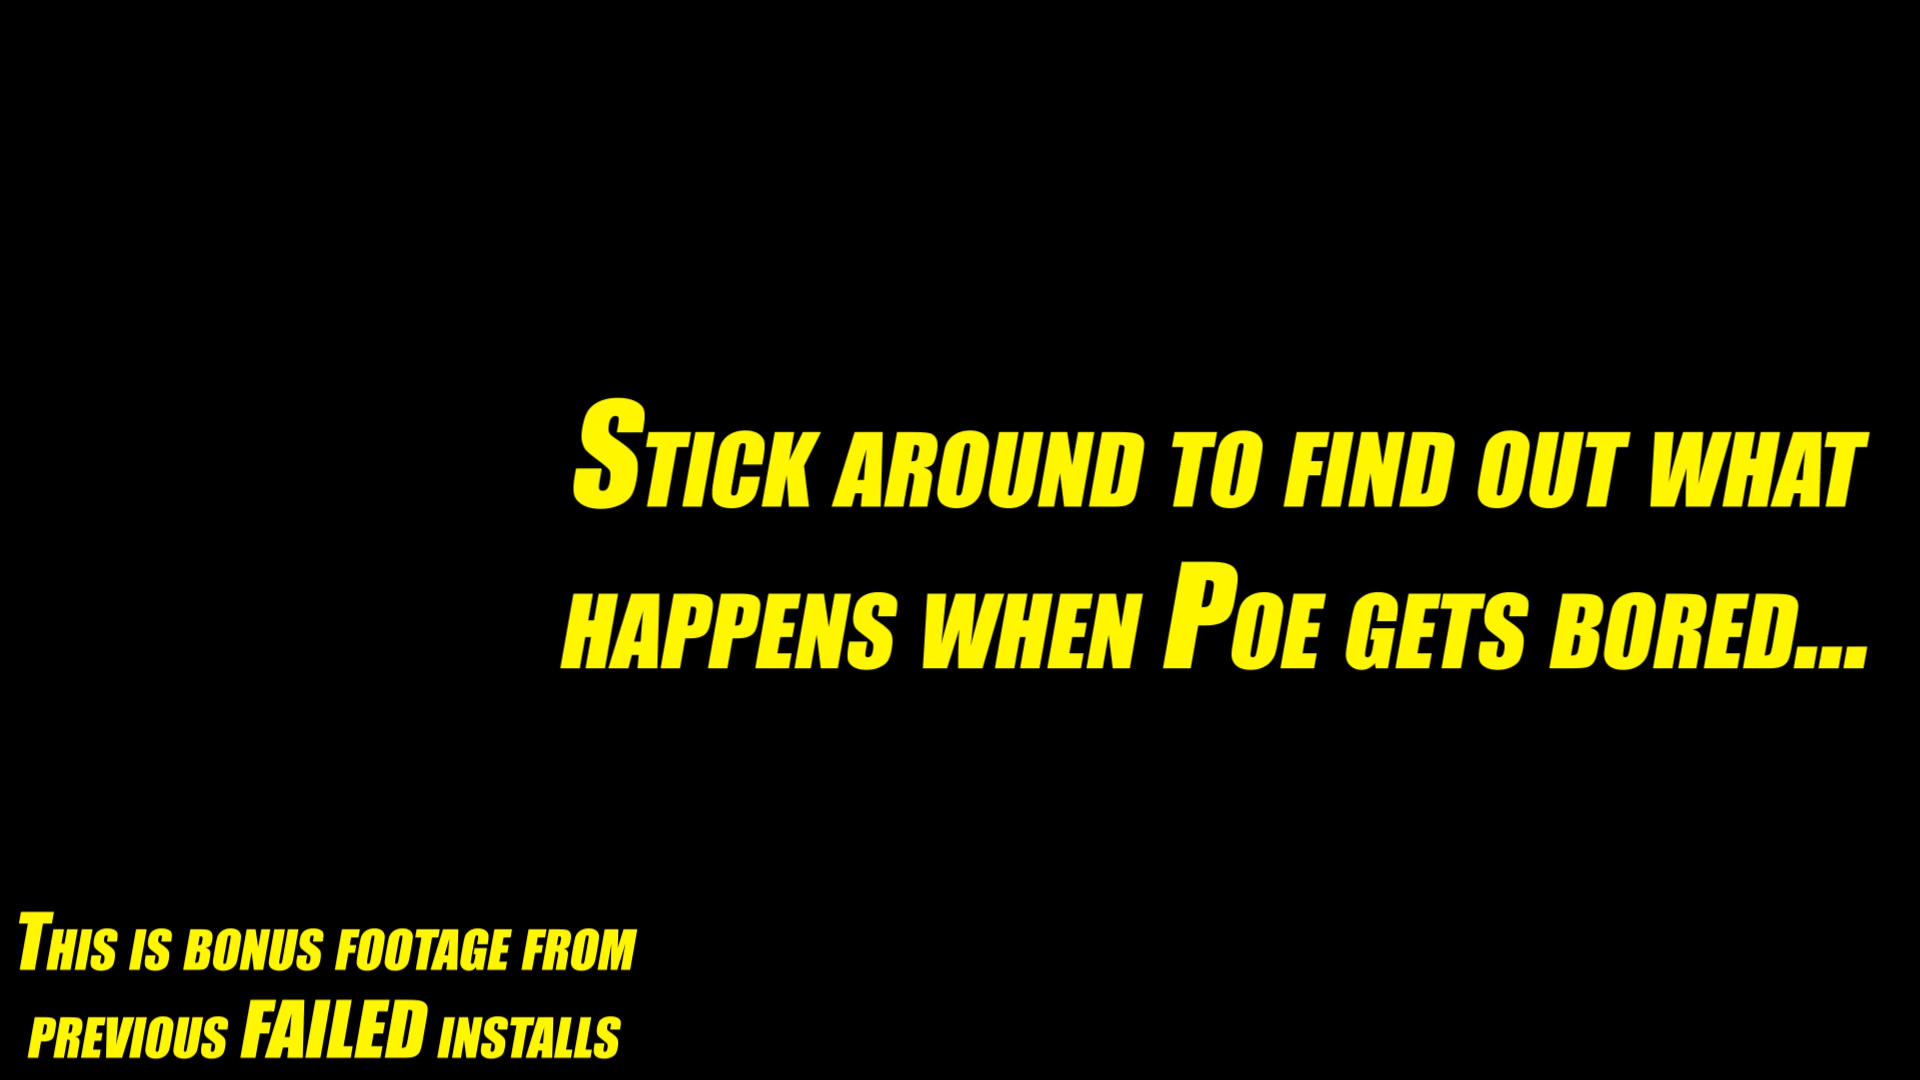 Stick around to find out what
happens when Poe gets bored...
This is bonus footage from
previous FAILED installs